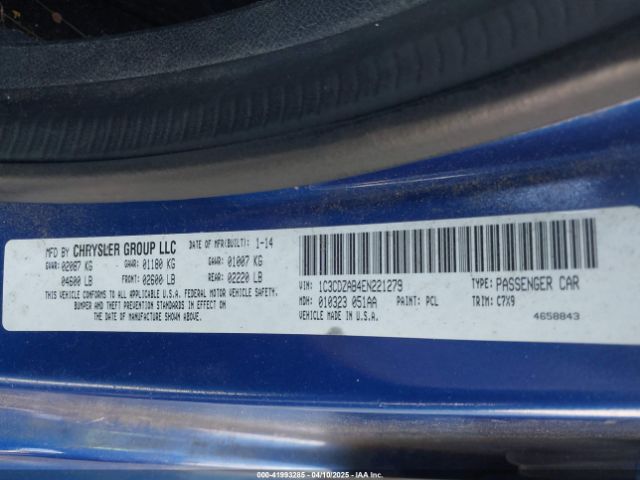 MFD BY CHRYSLER GROUP LLC DATE OF MFR(BUILT): 1-14
GVWR: 02087 KG GAWR: 01180 KG GAWR: 01007 KG
04600 LB FRONT: 02600 LB REAR: 02220 LB
THIS VEHICLE CONFORMS TO ALL APPLICABLE U.S.A. FEDERAL MOTOR VEHICLE SAFETY,
BUMPER AND THEFT PREVENTION STANDARDS IN EFFECT ON
THE DATE OF MANUFACTURE SHOWN ABOVE.
VIN: 1C3CDZAB4EN221279 TYPE: PASSENGER CAR
MDH: 010323 051AA PAINT: PCL TRIM: C7X9
VEHICLE MADE IN U.S.A. 4658843
000-41993285 - 04/10/2025 - IAAI Branding